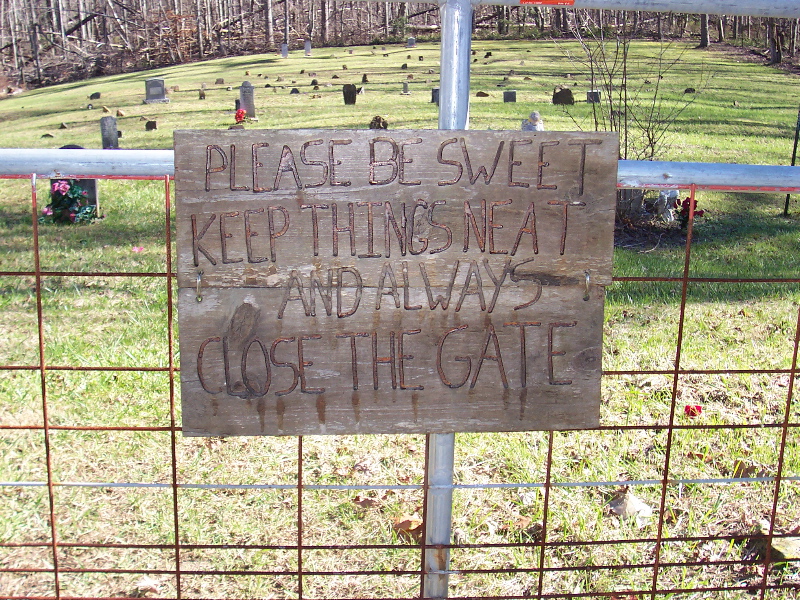 PLEASE BE SWEET
KEEP THINGS NEAT
AND ALWAYS
CLOSE THE GATE